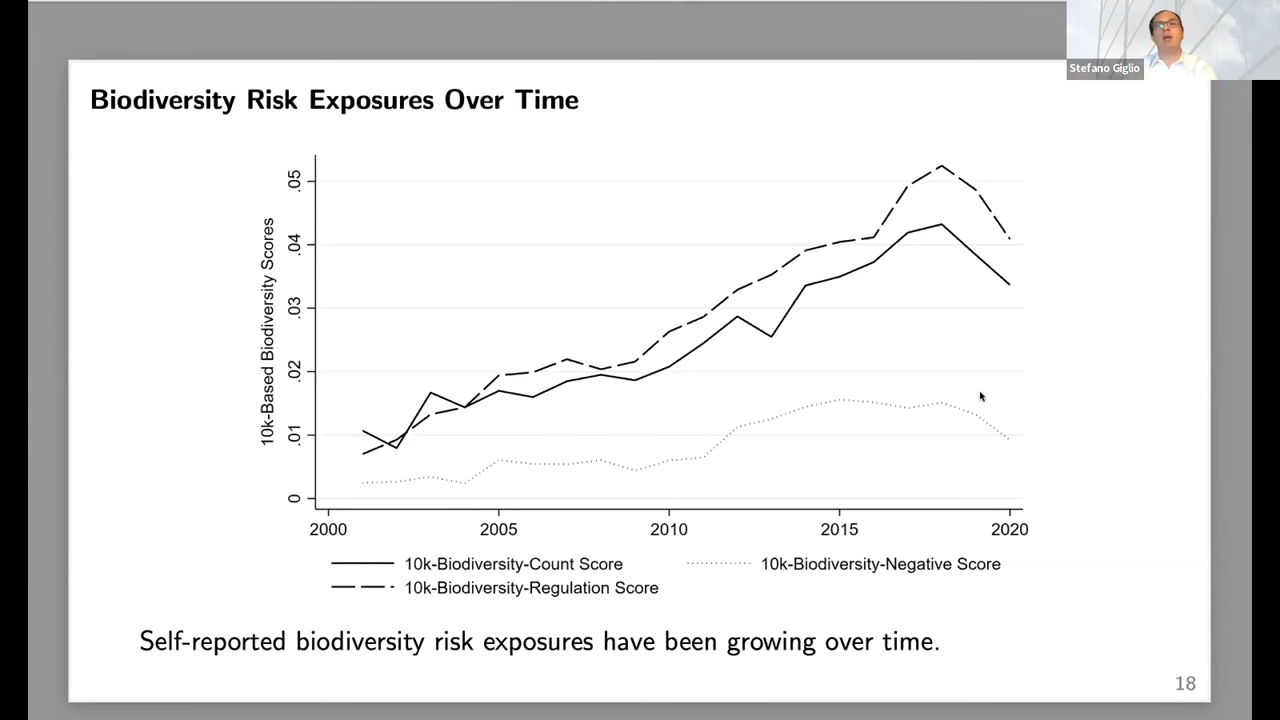 Stefano Giglio
Biodiversity Risk Exposures Over Time
10k-Based Biodiversity Scores
.05
.04
.03
.02
.01
0
2000 2005 2010 2015 2020
10k-Biodiversity-Count Score 10k-Biodiversity-Negative Score
10k-Biodiversity-Regulation Score
Self-reported biodiversity risk exposures have been growing over time.
18